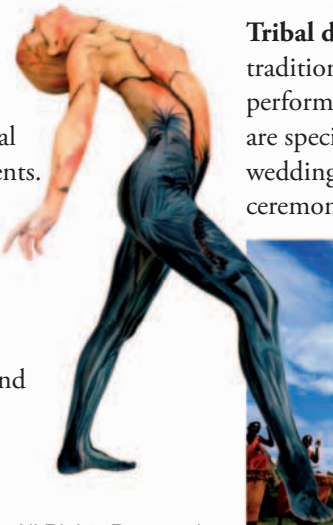 Tribal d
tradition
perform
are speci
wedding
ceremon
al
ents.
nd